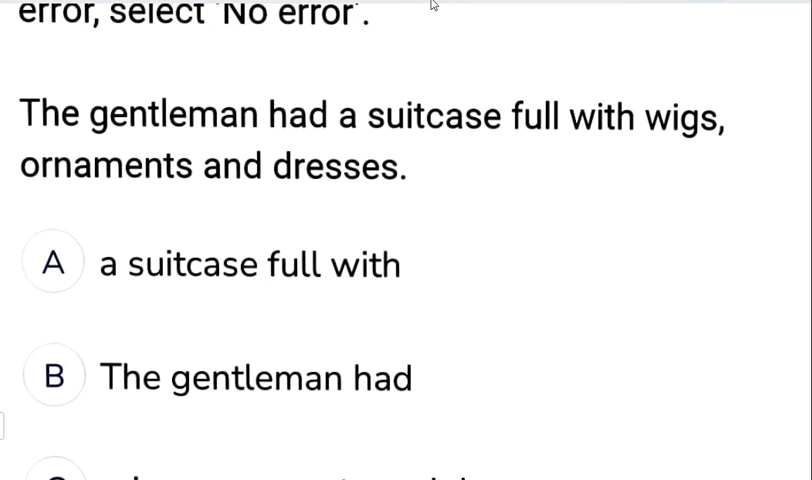 error, select 'No error'.
The gentleman had a suitcase full with wigs,
ornaments and dresses.
A a suitcase full with
B The gentleman had